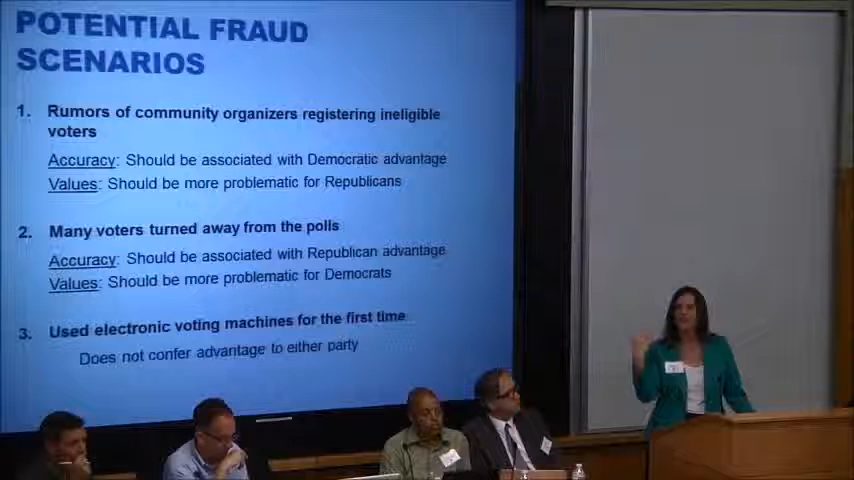 POTENTIAL FRAUD
SCENARIOS
1. Rumors of community organizers registering ineligible
voters
Accuracy: Should be associated with Democratic advantage
Values: Should be more problematic for Republicans
2. Many voters turned away from the polls
Accuracy: Should be associated with Republican advantage
Values: Should be more problematic for Democrats
3. Used electronic voting machines for the first time
Does not confer advantage to either party